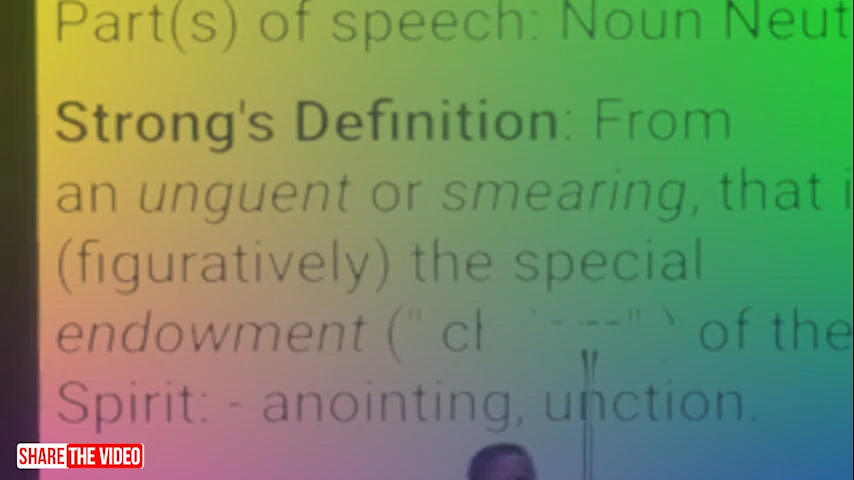 Part(s) of speech: Noun Neut
Strong's Definition: From
an unguent or smearing, that i
(figuratively) the special
endowment (" of the
Spirit: - anointing, unction.
SHARE THE VIDEO